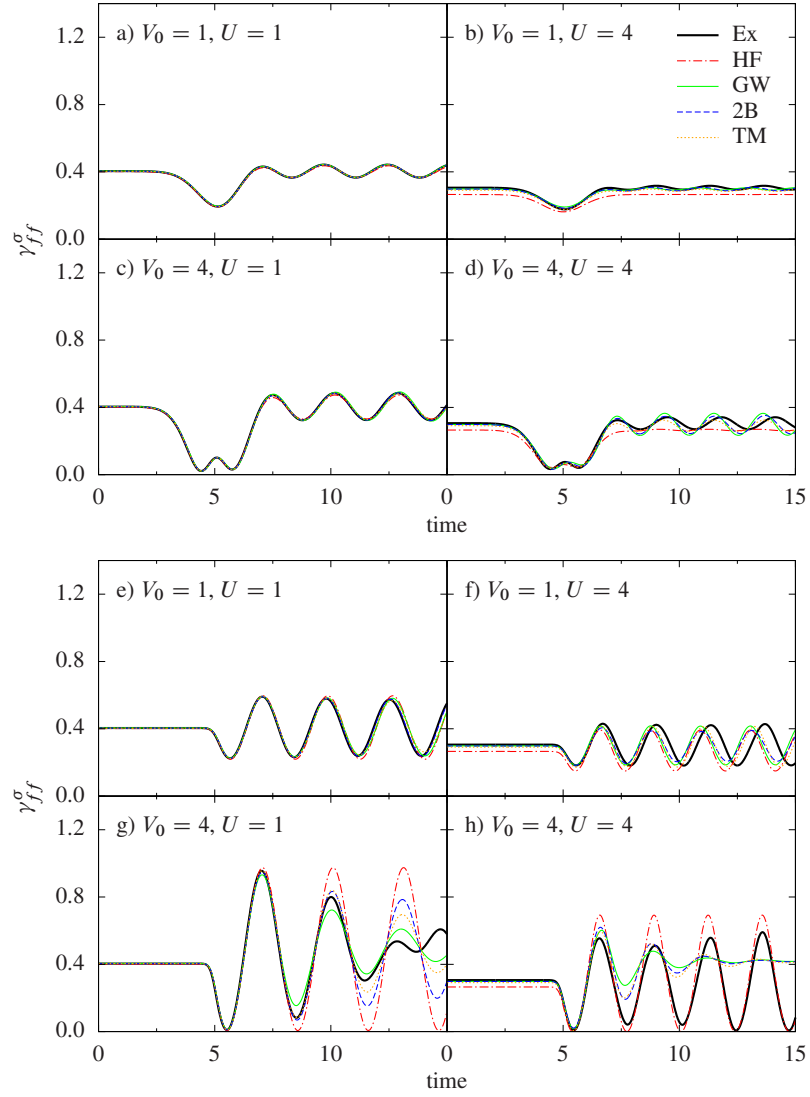 a) V₀ = 1, U = 1
b) V₀ = 1, U = 4
Ex
HF
GW
2B
TM
1.2
0.8
0.4
0.0
γ^σ_ff
c) V₀ = 4, U = 1
d) V₀ = 4, U = 4
1.2
0.8
0.4
0.0
0 5 10 0 5 10 15
time time
e) V₀ = 1, U = 1
f) V₀ = 1, U = 4
1.2
0.8
0.4
0.0
γ^σ_ff
g) V₀ = 4, U = 1
h) V₀ = 4, U = 4
1.2
0.8
0.4
0.0
0 5 10 0 5 10 15
time time